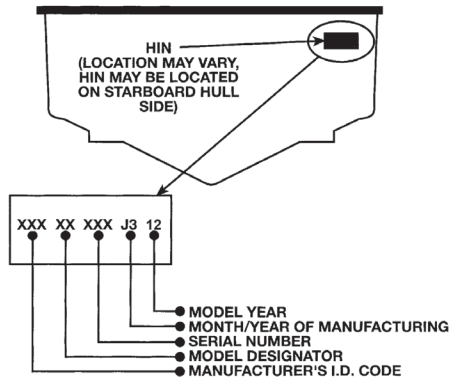 HIN
(LOCATION MAY VARY,
HIN MAY BE LOCATED
ON STARBOARD HULL
SIDE)
XXX XX XXX J3 12
MODEL YEAR
MONTH/YEAR OF MANUFACTURING
SERIAL NUMBER
MODEL DESIGNATOR
MANUFACTURER'S I.D. CODE